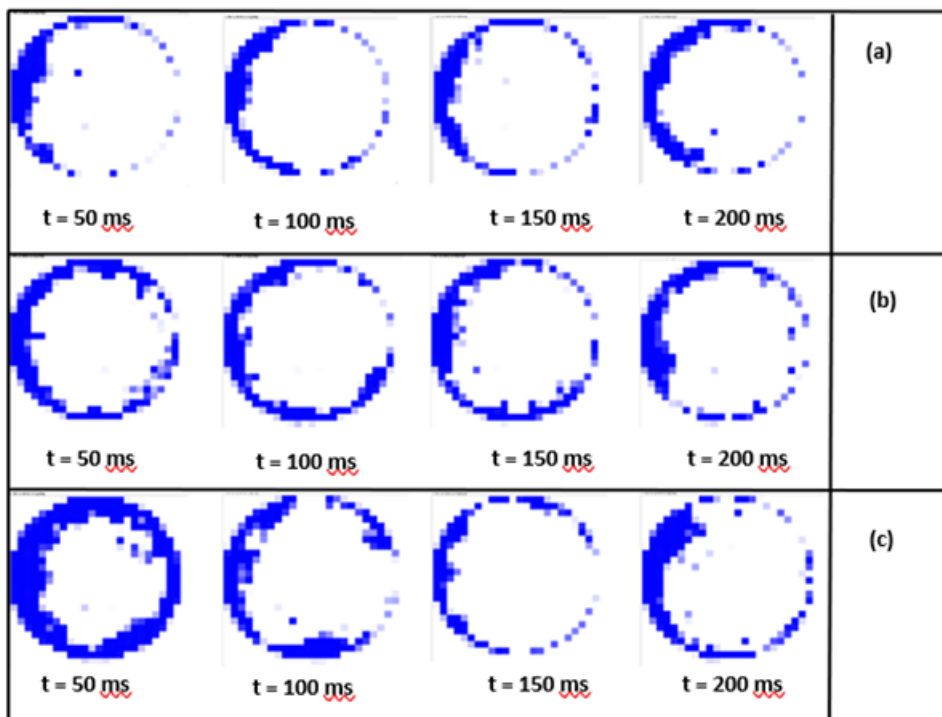 (a)
t = 50 ms t = 100 ms t = 150 ms t = 200 ms
(b)
t = 50 ms t = 100 ms t = 150 ms t = 200 ms
(c)
t = 50 ms t = 100 ms t = 150 ms t = 200 ms